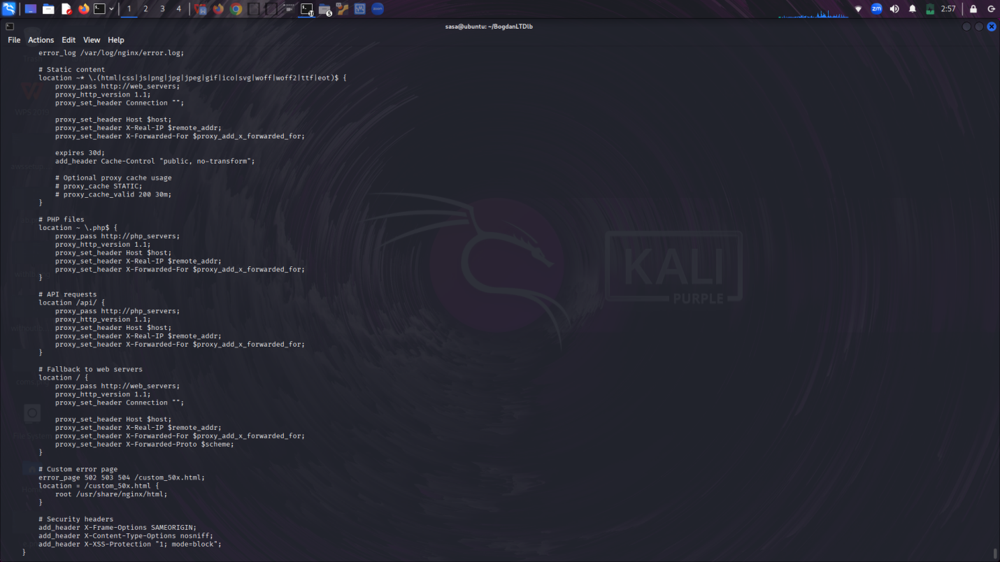 1 2 3 4
zm
2:57
sasa@ubuntu: ~/BogdanLTDlb
File Actions Edit View Help
error_log /var/log/nginx/error.log;
# Static content
location ~* \.(html|css|js|png|jpg|jpeg|gif|ico|svg|woff|woff2|ttf|eot)$ {
proxy_pass http://web_servers;
proxy_http_version 1.1;
proxy_set_header Connection "";
proxy_set_header Host $host;
proxy_set_header X-Real-IP $remote_addr;
proxy_set_header X-Forwarded-For $proxy_add_x_forwarded_for;
expires 30d;
add_header Cache-Control "public, no-transform";
# Optional proxy cache usage
# proxy_cache STATIC;
# proxy_cache_valid 200 30m;
}
# PHP files
location ~ \.php$ {
proxy_pass http://php_servers;
proxy_http_version 1.1;
proxy_set_header Host $host;
proxy_set_header X-Real-IP $remote_addr;
proxy_set_header X-Forwarded-For $proxy_add_x_forwarded_for;
}
# API requests
location /api/ {
proxy_pass http://php_servers;
proxy_http_version 1.1;
proxy_set_header Host $host;
proxy_set_header X-Real-IP $remote_addr;
proxy_set_header X-Forwarded-For $proxy_add_x_forwarded_for;
}
# Fallback to web servers
location / {
proxy_pass http://web_servers;
proxy_http_version 1.1;
proxy_set_header Connection "";
proxy_set_header Host $host;
proxy_set_header X-Real-IP $remote_addr;
proxy_set_header X-Forwarded-For $proxy_add_x_forwarded_for;
proxy_set_header X-Forwarded-Proto $scheme;
}
# Custom error page
error_page 502 503 504 /custom_50x.html;
location = /custom_50x.html {
root /usr/share/nginx/html;
}
# Security headers
add_header X-Frame-Options SAMEORIGIN;
add_header X-Content-Type-Options nosniff;
add_header X-XSS-Protection "1; mode=block";
}
KALI
PURPLE
File System
Home